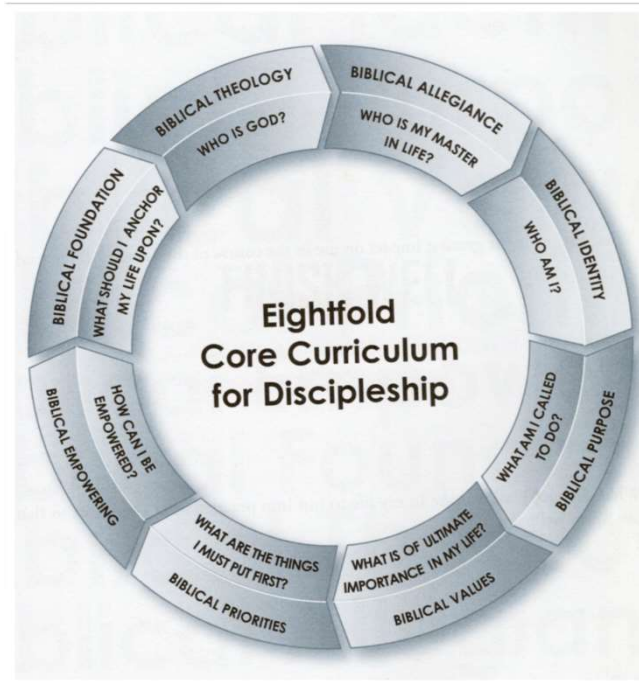 Eightfold
Core Curriculum
for Discipleship
BIBLICAL THEOLOGY
WHO IS GOD?
BIBLICAL ALLEGIANCE
WHO IS MY MASTER
IN LIFE?
BIBLICAL IDENTITY
WHO AM I?
BIBLICAL PURPOSE
WHAT AM I CALLED
TO DO?
WHAT IS OF ULTIMATE
IMPORTANCE IN MY LIFE?
BIBLICAL VALUES
WHAT ARE THE THINGS
I MUST PUT FIRST?
BIBLICAL PRIORITIES
HOW CAN I BE
EMPOWERED?
BIBLICAL EMPOWERING
BIBLICAL FOUNDATION
WHAT SHOULD I ANCHOR
MY LIFE UPON?